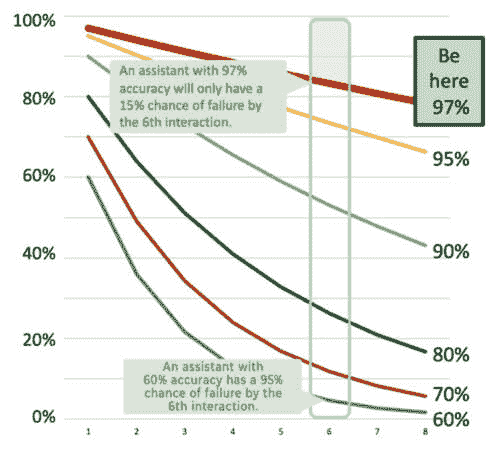 100%
80%
60%
40%
20%
0%
An assistant with 97%
accuracy will only have a
15% chance of failure by
the 6th interaction.
Be
here
97%
95%
90%
80%
70%
60%
An assistant with
60% accuracy has a 95%
chance of failure by the
6th interaction.
1 2 3 4 5 6 7 8